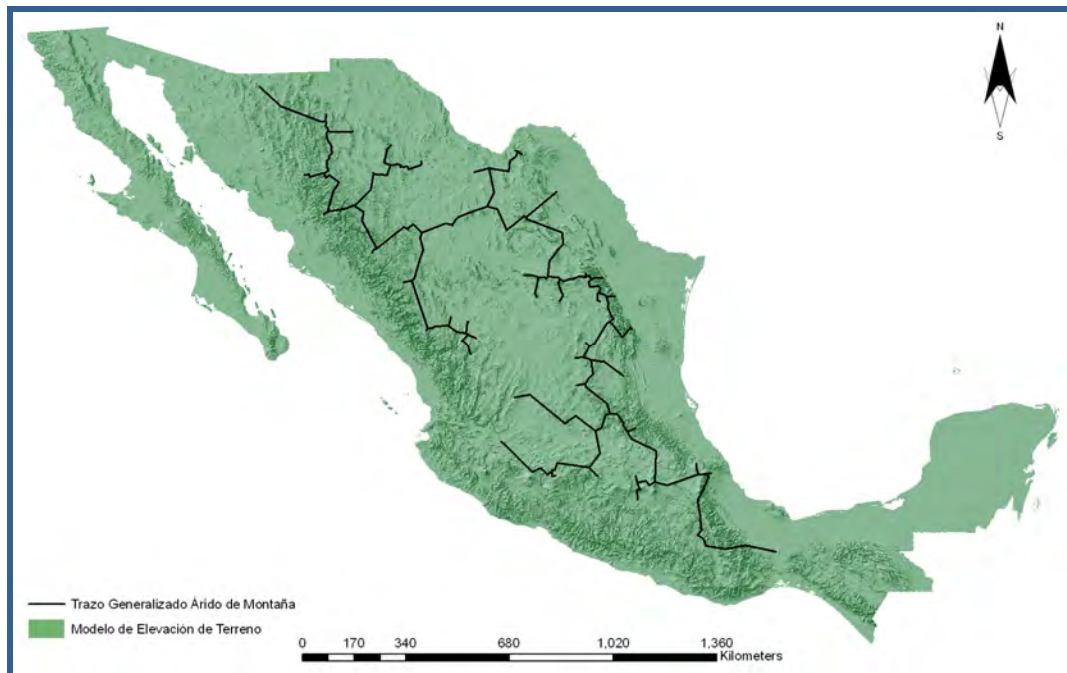 N
S
Trazo Generalizado Árido de Montaña
Modelo de Elevación de Terreno
0 170 340 680 1,020 1,360
Kilometers